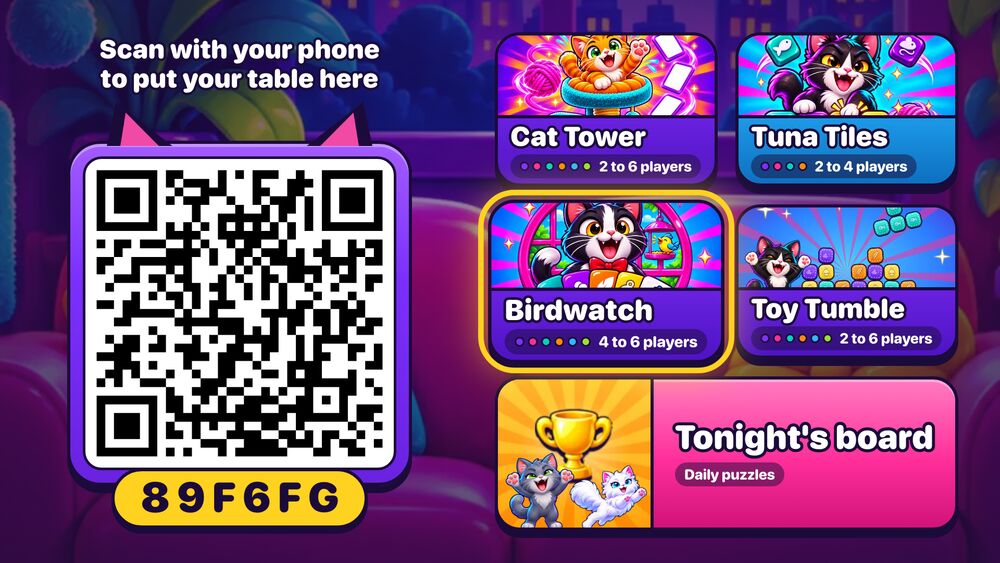 Scan with your phone
to put your table here
89F6FG
Cat Tower
2 to 6 players
Tuna Tiles
2 to 4 players
Birdwatch
4 to 6 players
Toy Tumble
2 to 6 players
Tonight's board
Daily puzzles